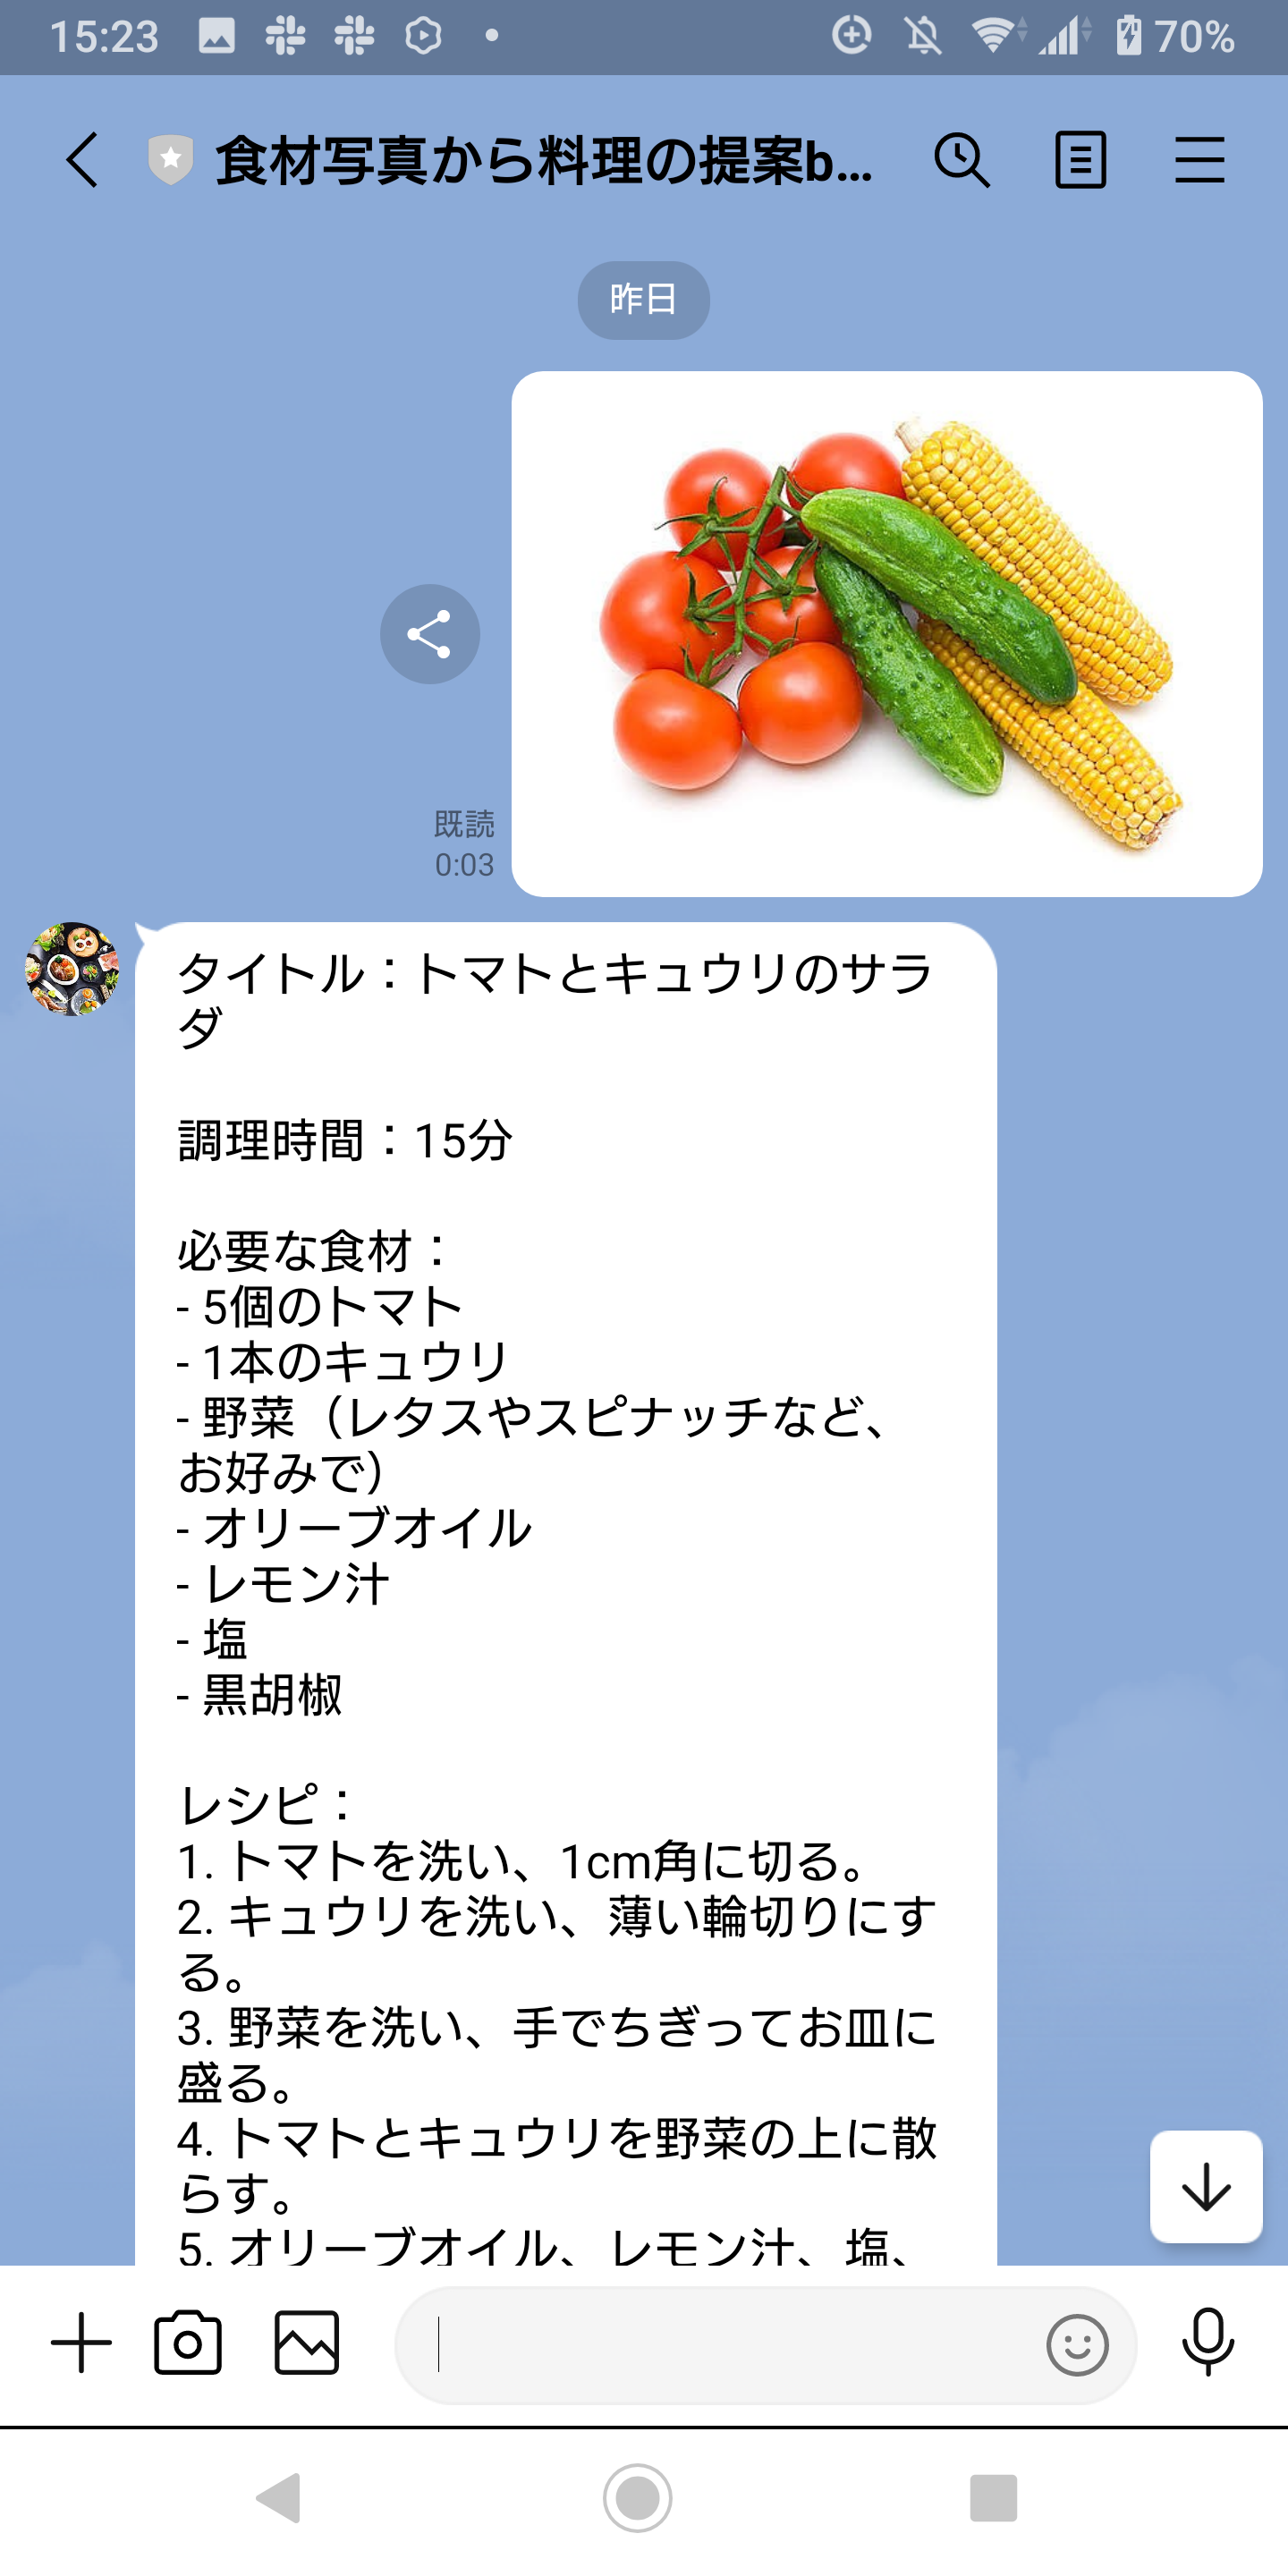 15:23
70%
食材写真から料理の提案b...
昨日
既読
0:03
タイトル：トマトとキュウリのサラ
ダ
調理時間：15分
必要な食材：
- 5個のトマト
- 1本のキュウリ
- 野菜（レタスやスピナッチなど、
お好みで）
- オリーブオイル
- レモン汁
- 塩
- 黒胡椒
レシピ：
1. トマトを洗い、1cm角に切る。
2. キュウリを洗い、薄い輪切りにす
る。
3. 野菜を洗い、手でちぎってお皿に
盛る。
4. トマトとキュウリを野菜の上に散
らす。
5. オリーブオイル、レモン汁、塩、